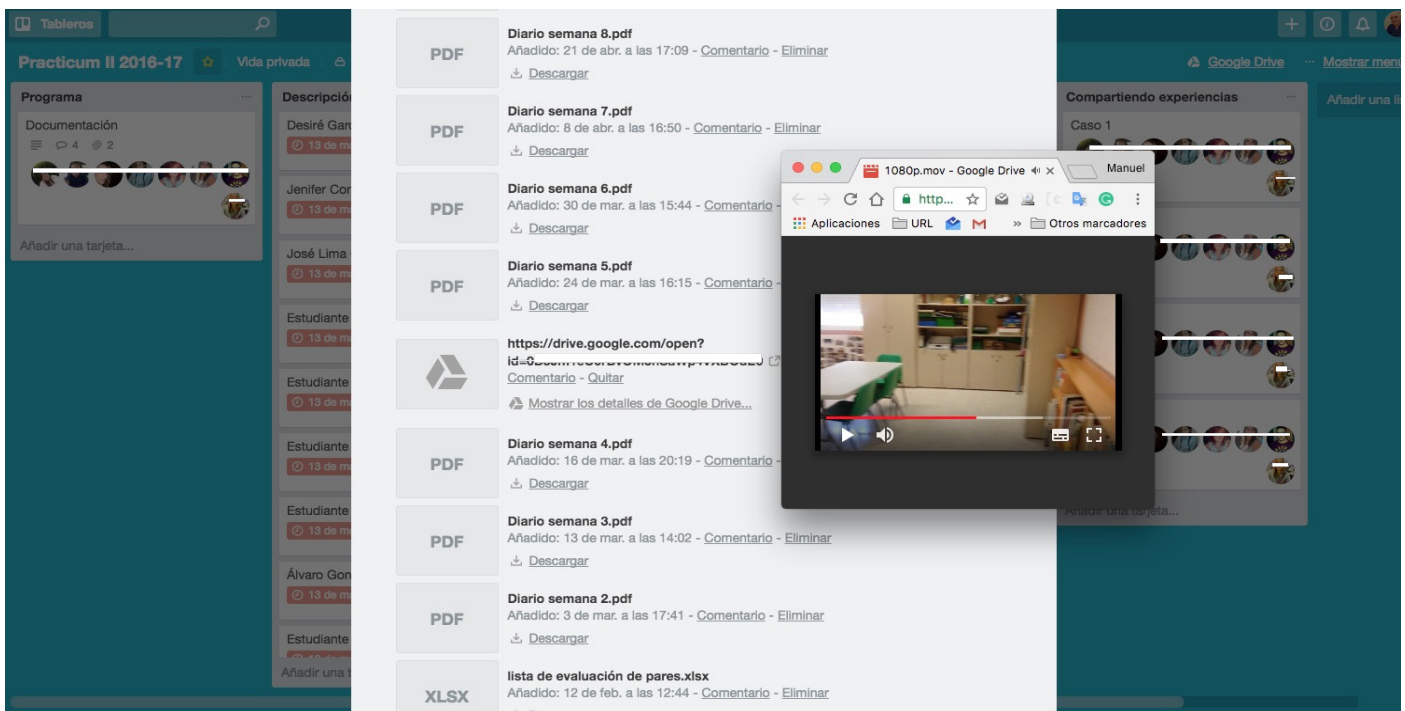 Tableros
Practicum II 2016-17
Vida privada
Google Drive
Mostrar menú
Programa
Documentación
4
2
Añadir una tarjeta...
Desiré
13 de
Jenifer
13 de
José Lima
13 de
Estudiante
13 de
Estudiante
13 de
Estudiante
13 de
Estudiante
13 de
Álvaro
13 de
Estudiante
Añadir una
PDF
Diario semana 8.pdf
Añadido: 21 de abr. a las 17:09 - Comentario - Eliminar
Descargar
PDF
Diario semana 7.pdf
Añadido: 8 de abr. a las 16:50 - Comentario - Eliminar
Descargar
PDF
Diario semana 6.pdf
Añadido: 30 de mar. a las 15:44 - Comentario -
Descargar
PDF
Diario semana 5.pdf
Añadido: 24 de mar. a las 16:15 - Comentario -
Descargar
https://drive.google.com/open?
Comentario - Quitar
Mostrar los detalles de Google Drive...
PDF
Diario semana 4.pdf
Añadido: 16 de mar. a las 20:19 - Comentario -
Descargar
PDF
Diario semana 3.pdf
Añadido: 13 de mar. a las 14:02 - Comentario - Eliminar
Descargar
PDF
Diario semana 2.pdf
Añadido: 3 de mar. a las 17:41 - Comentario - Eliminar
Descargar
XLSX
lista de evaluación de pares.xlsx
Añadido: 12 de feb. a las 12:44 - Comentario - Eliminar
1080p.mov - Google Drive
Manuel
http...
Aplicaciones
URL
»
Otros marcadores
Compartiendo experiencias
Caso 1
Añadir una tarjeta...
Añadir una